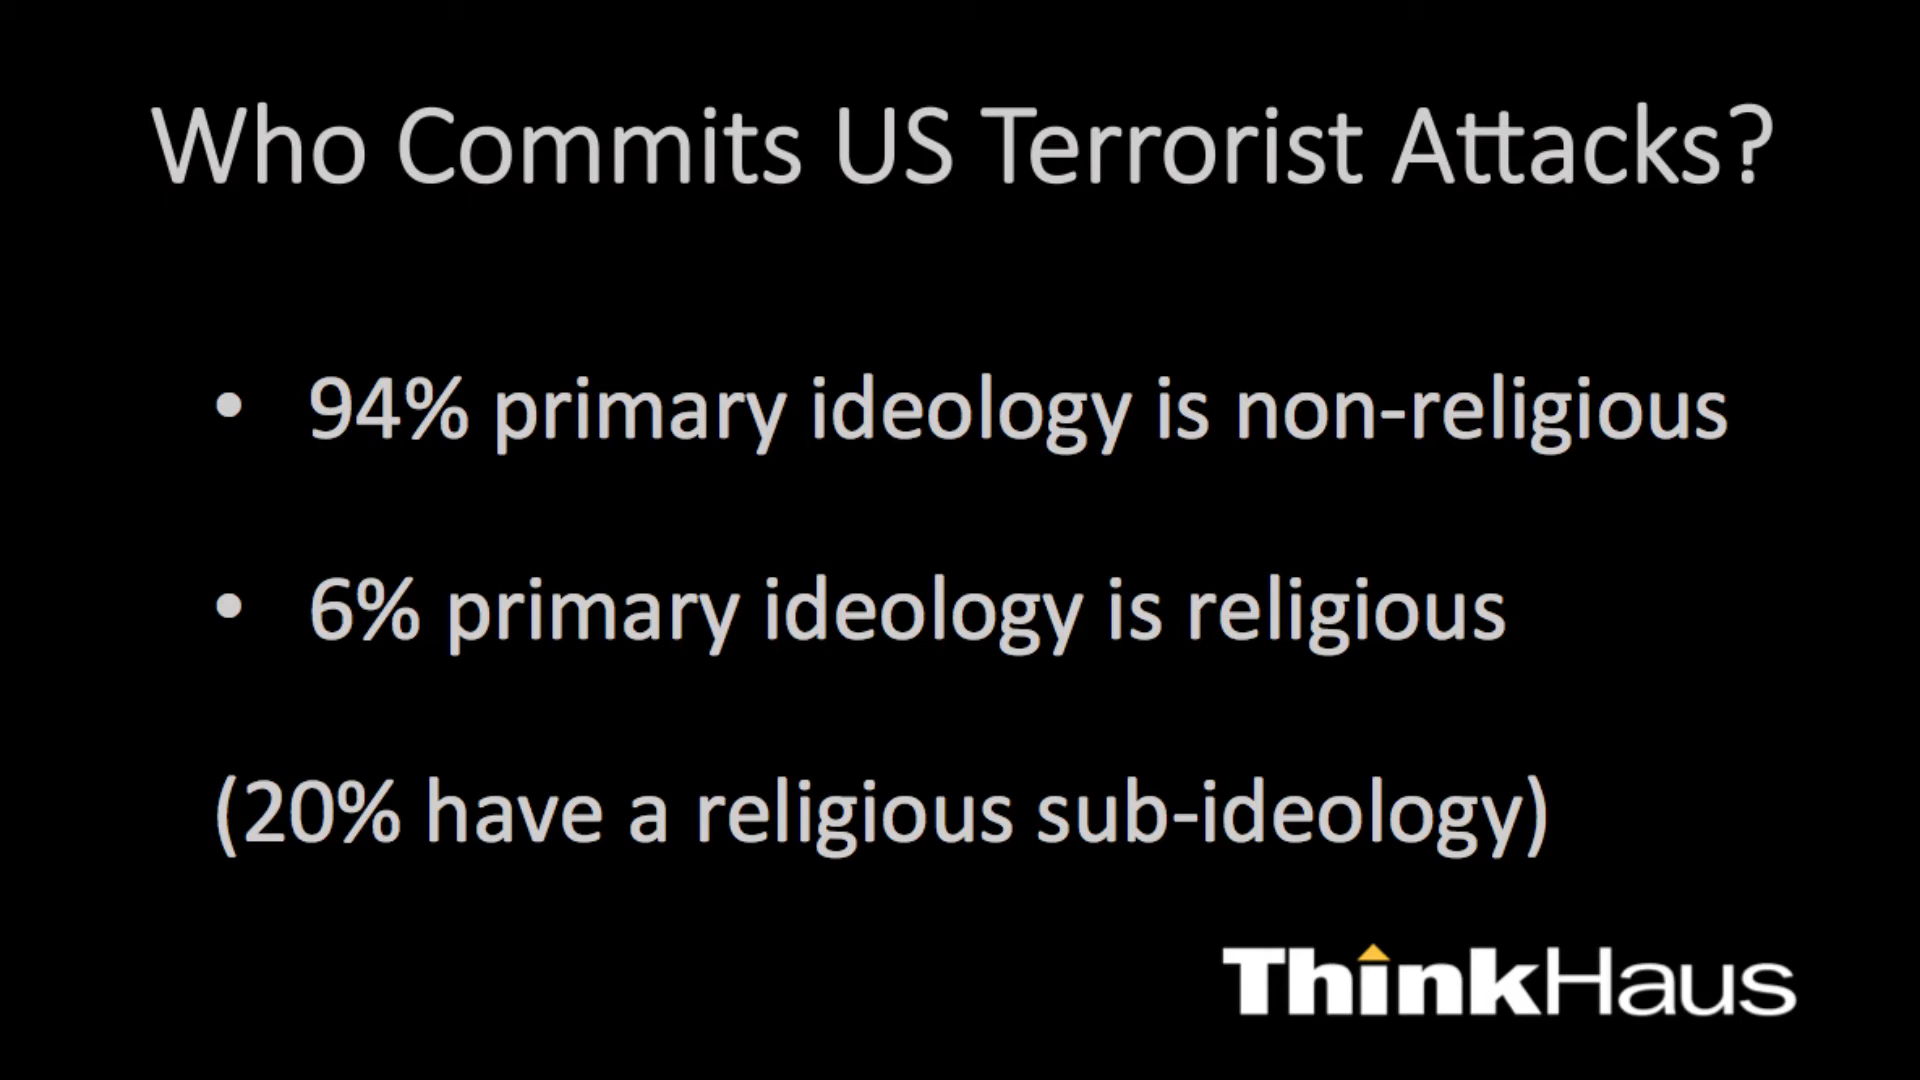 Who Commits US Terrorist Attacks?
• 94% primary ideology is non-religious
• 6% primary ideology is religious
(20% have a religious sub-ideology)
ThinkHaus